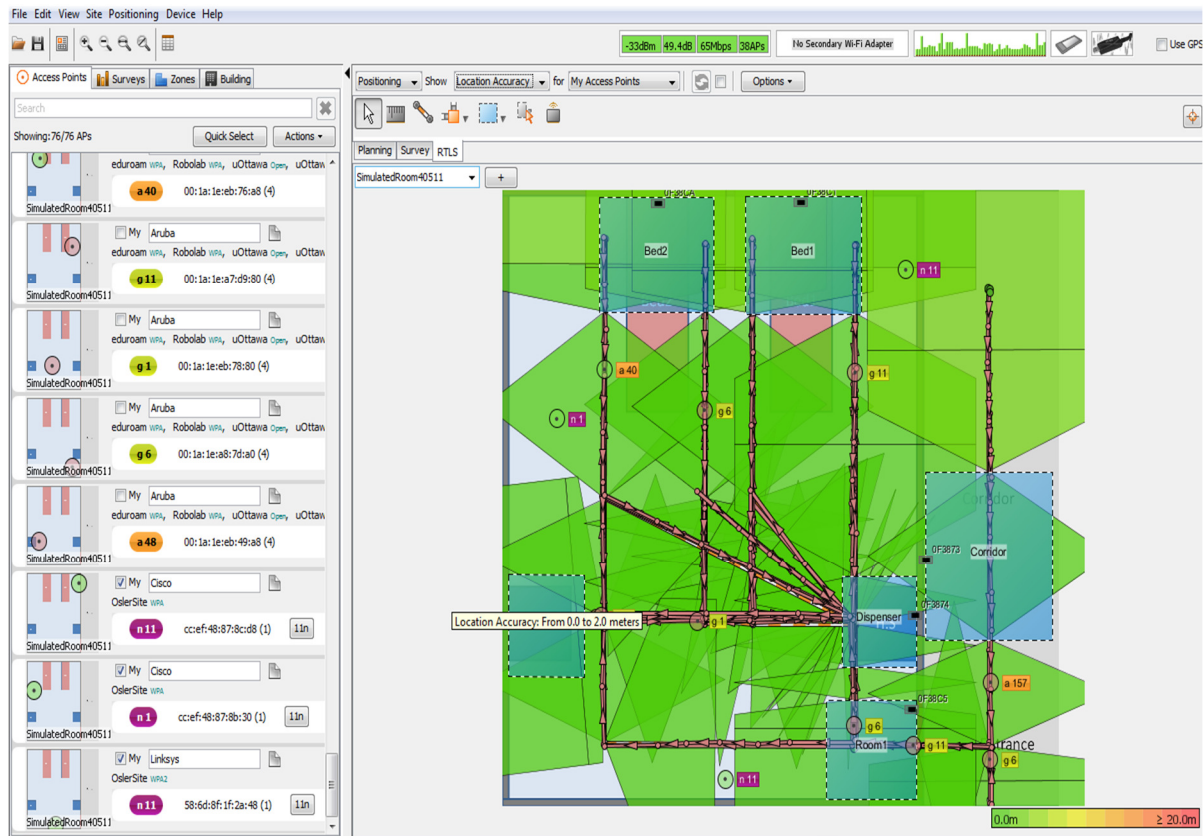 File Edit View Site Positioning Device Help
-33dBm 49.4dB 65Mbps 38APs
No Secondary Wi-Fi Adapter
Use GPS
Access Points Surveys Zones Building
Positioning Show Location Accuracy for My Access Points Options
Search
Showing:76/76 APs Quick Select Actions
Planning Survey RTLS
SimulatedRoom40511 +
eduroam WPA, Robolab WPA, uOttawa Open, uOttaw
a 40 00:1a:1e:eb:76:a8 (4)
SimulatedRoom40511
My Aruba
eduroam WPA, Robolab WPA, uOttawa Open, uOttaw
g 11 00:1a:1e:a7:d9:80 (4)
SimulatedRoom40511
My Aruba
eduroam WPA, Robolab WPA, uOttawa Open, uOttaw
g 1 00:1a:1e:eb:78:80 (4)
SimulatedRoom40511
My Aruba
eduroam WPA, Robolab WPA, uOttawa Open, uOttaw
g 6 00:1a:1e:a8:7d:a0 (4)
SimulatedRoom40511
My Aruba
eduroam WPA, Robolab WPA, uOttawa Open, uOttaw
a 48 00:1a:1e:eb:49:a8 (4)
SimulatedRoom40511
My Cisco
OslerSite WPA
n 11 cc:ef:48:87:8c:d8 (1) 11n
SimulatedRoom40511
My Cisco
OslerSite WPA
n 1 cc:ef:48:87:8b:30 (1) 11n
SimulatedRoom40511
My Linksys
OslerSite WPA2
n 11 58:6d:8f:1f:2a:48 (1) 11n
SimulatedRoom40511
0F38CA 0F38C1
Bed2 Bed1
n 11
a 40 g 11
g 6
n 1
Corridor
0F3873 Corridor
0F3874
Location Accuracy: From 0.0 to 2.0 meters
g 1 Dispenser
a 157
0F38C5
g 6
Room1 g 11
g 6
n 11
0.0m ≥ 20.0m